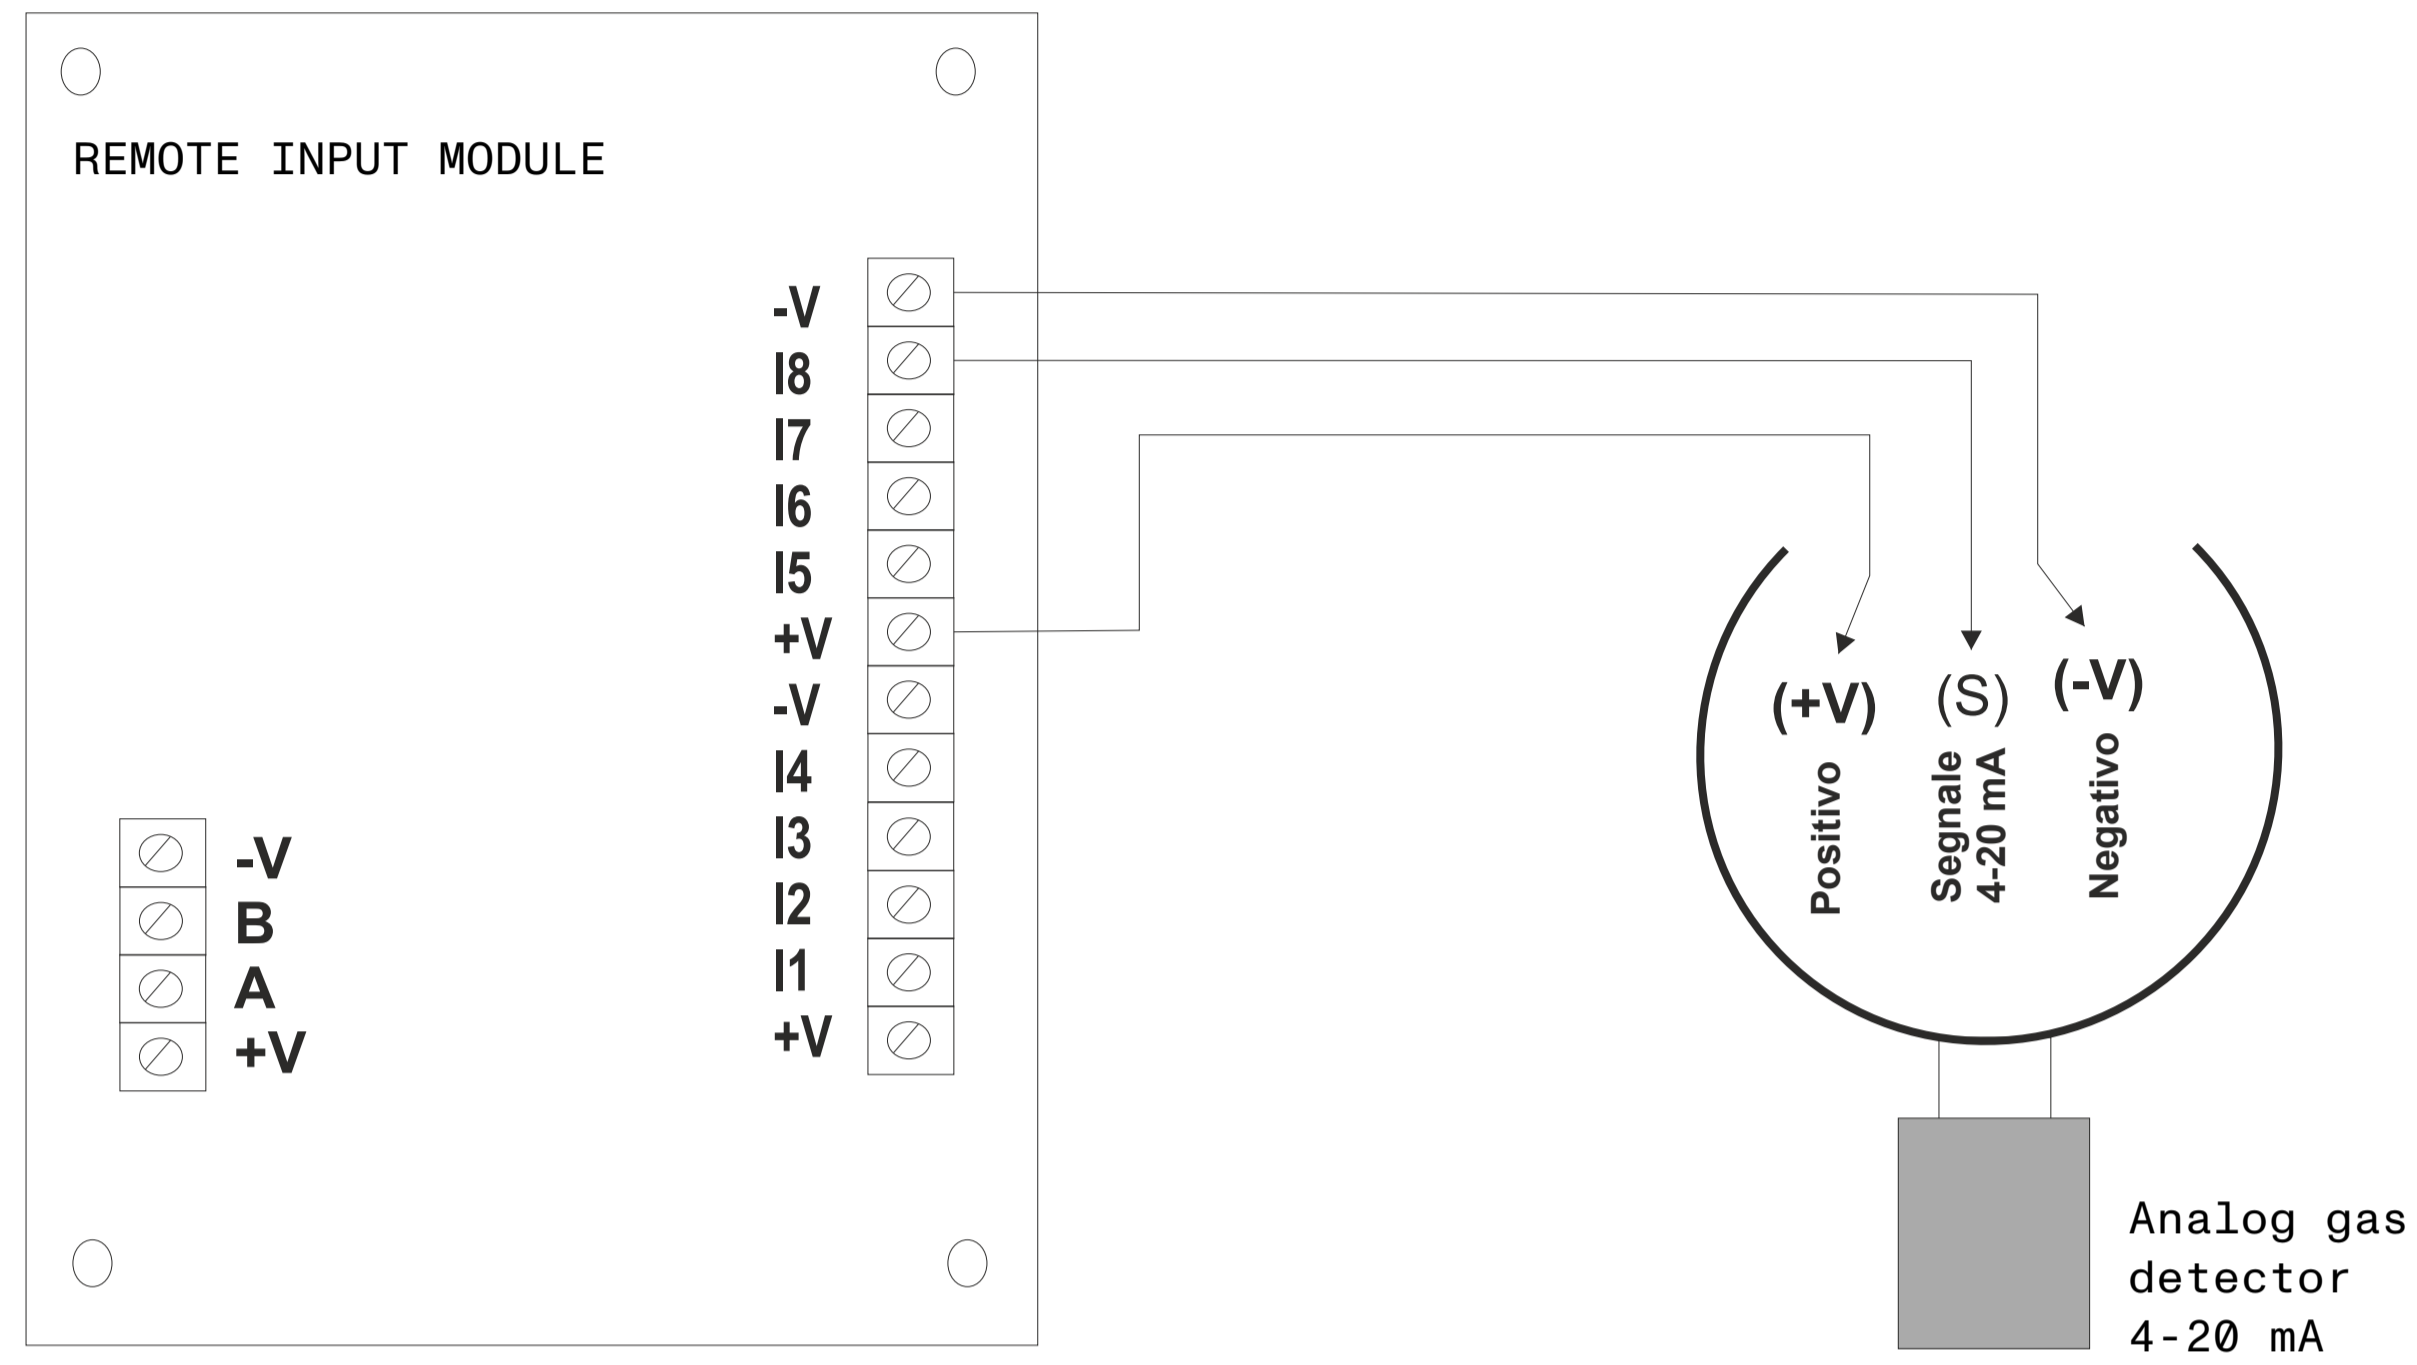 REMOTE INPUT MODULE
-V
I8
I7
I6
I5
+V
-V
I4
I3
I2
I1
+V
-V
B
A
+V
(+V)
Positivo
(S)
Segnale
4-20 mA
(-V)
Negativo
Analog gas
detector
4-20 mA